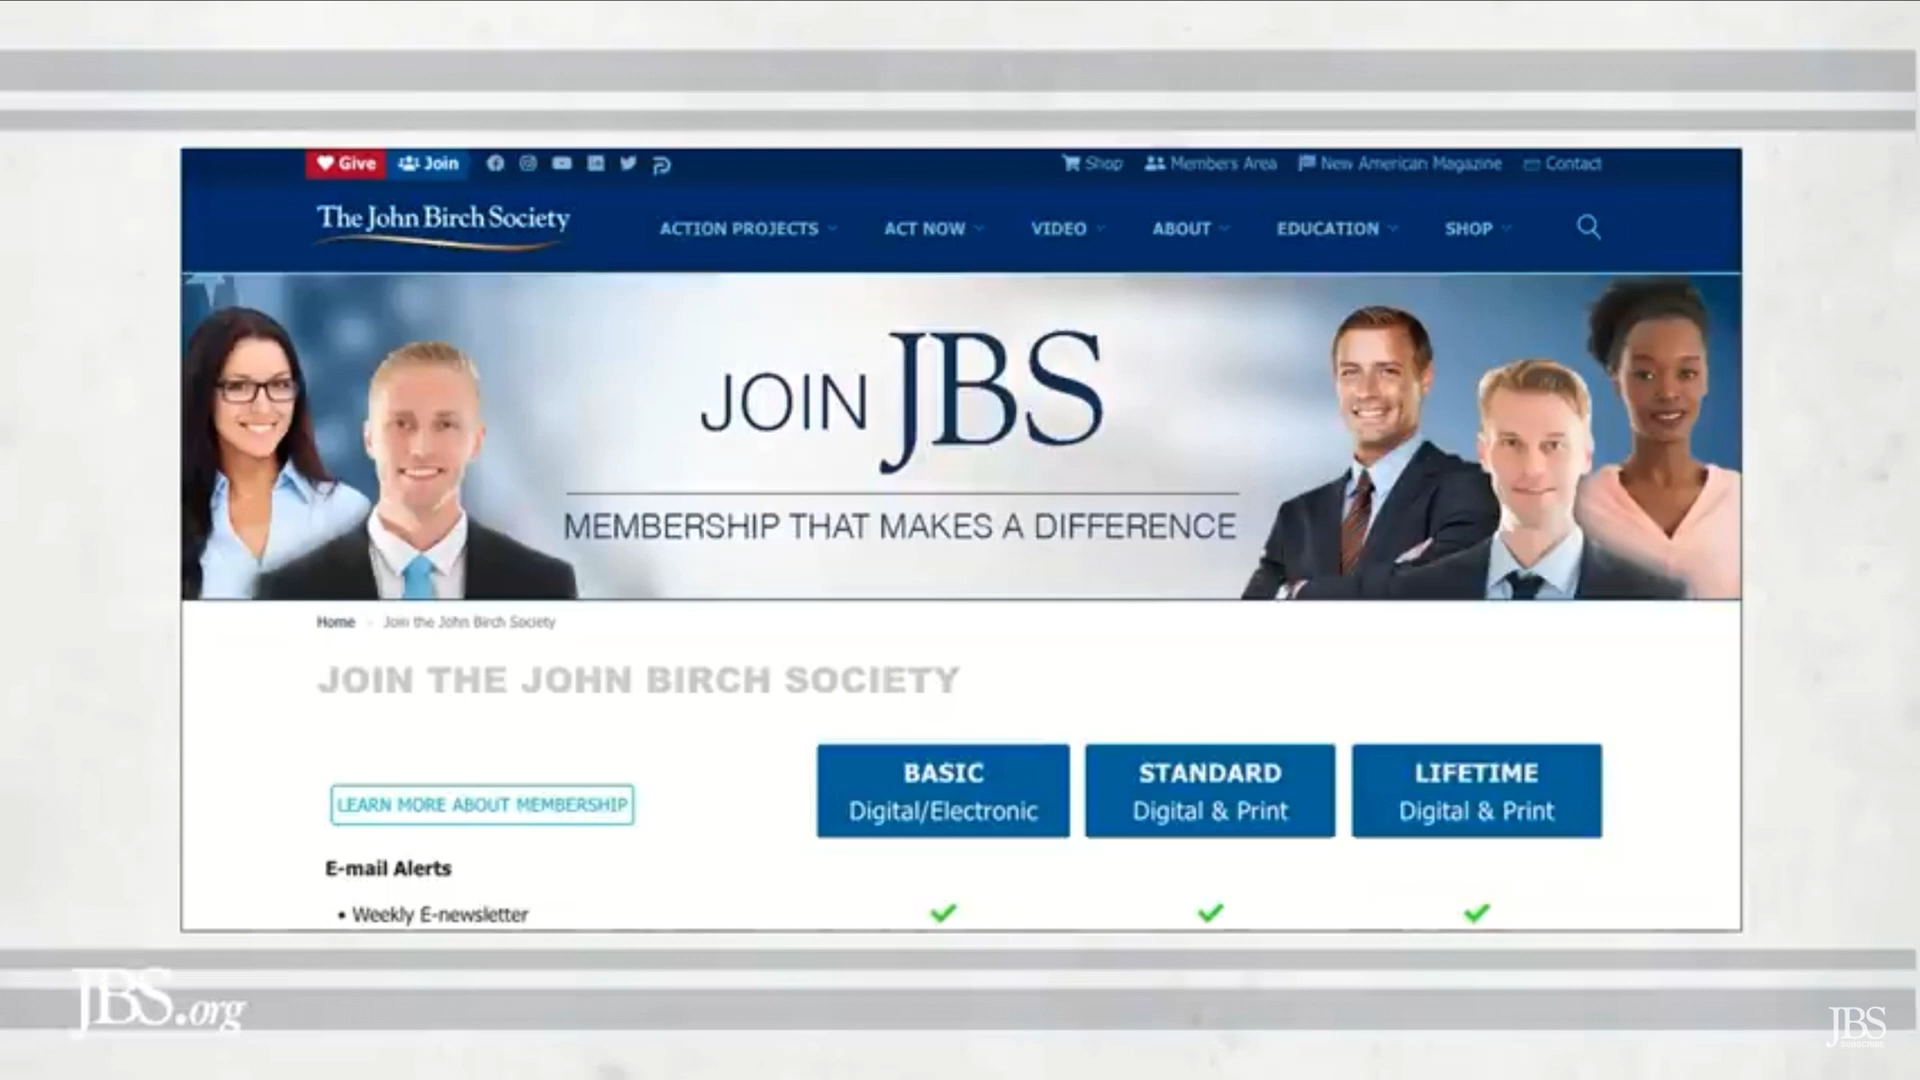 Give Join Shop Members Area New American Magazine Contact
The John Birch Society ACTION PROJECTS ACT NOW VIDEO ABOUT EDUCATION SHOP
JOIN JBS
MEMBERSHIP THAT MAKES A DIFFERENCE
Home Join the John Birch Society
JOIN THE JOHN BIRCH SOCIETY
BASIC STANDARD LIFETIME
Digital/Electronic Digital & Print Digital & Print
LEARN MORE ABOUT MEMBERSHIP
E-mail Alerts
• Weekly E-newsletter
JBS.org
JBS
SUBSCRIBE